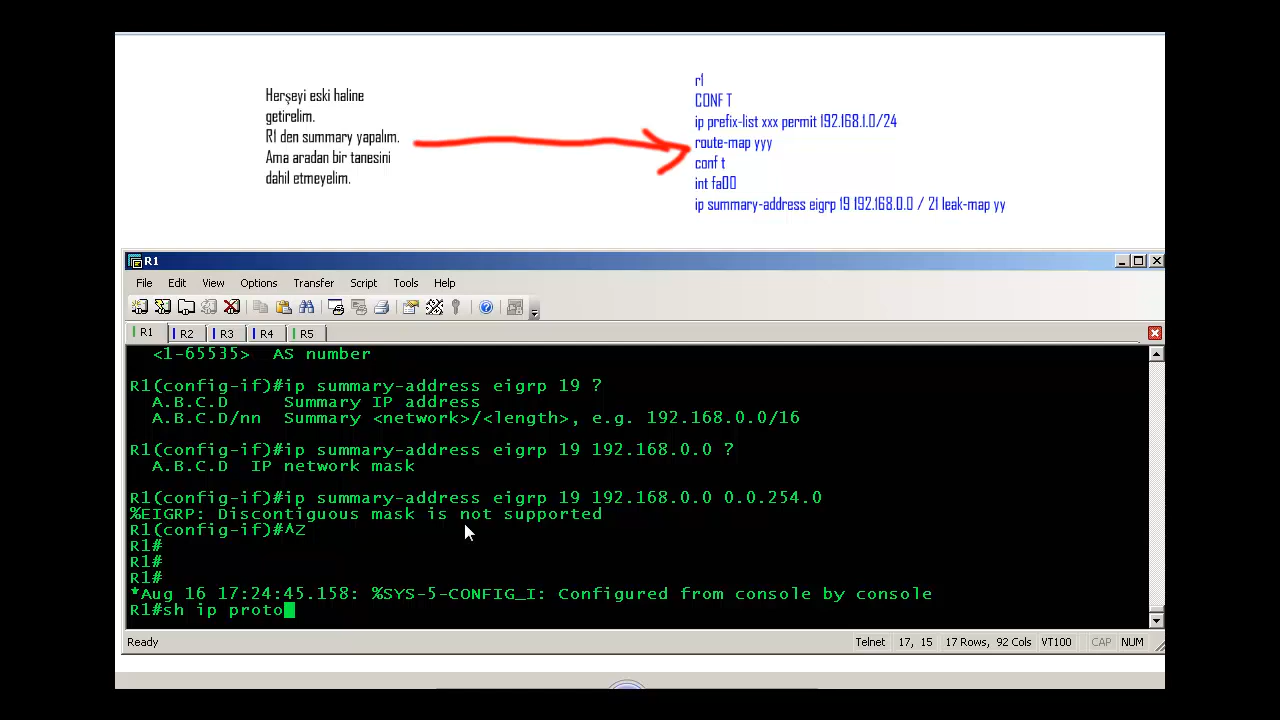 Herşeyi eski haline
getirelim.
R1 den summary yapalım.
Ama aradan bir tanesini
dahil etmeyelim.
r1
CONF T
ip prefix-list xxx permit 192.168.1.0/24
route-map yyy
conf t
int fa00
ip summary-address eigrp 19 192.168.0.0 / 21 leak-map yy
R1
File Edit View Options Transfer Script Tools Help
R1 R2 R3 R4 R5
<1-65535> AS number
R1(config-if)#ip summary-address eigrp 19 ?
A.B.C.D Summary IP address
A.B.C.D/nn Summary <network>/<length>, e.g. 192.168.0.0/16
R1(config-if)#ip summary-address eigrp 19 192.168.0.0 ?
A.B.C.D IP network mask
R1(config-if)#ip summary-address eigrp 19 192.168.0.0 0.0.254.0
%EIGRP: Discontiguous mask is not supported
R1(config-if)#^Z
R1#
R1#
R1#
*Aug 16 17:24:45.158: %SYS-5-CONFIG_I: Configured from console by console
R1#sh ip proto
Ready Telnet 17, 15 17 Rows, 92 Cols VT100 CAP NUM